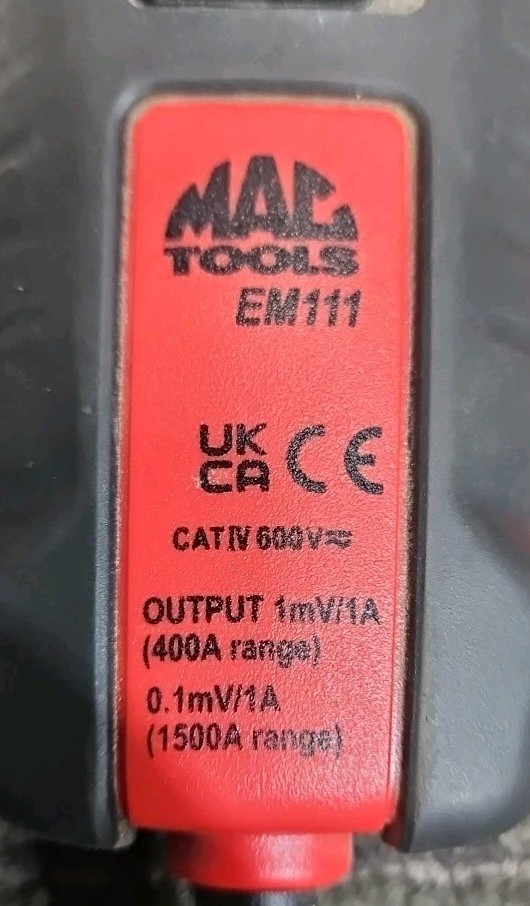 MAC
TOOLS
EM111
UK
CA CE
CAT IV 600V≂
OUTPUT 1mV/1A
(400A range)
0.1mV/1A
(1500A range)